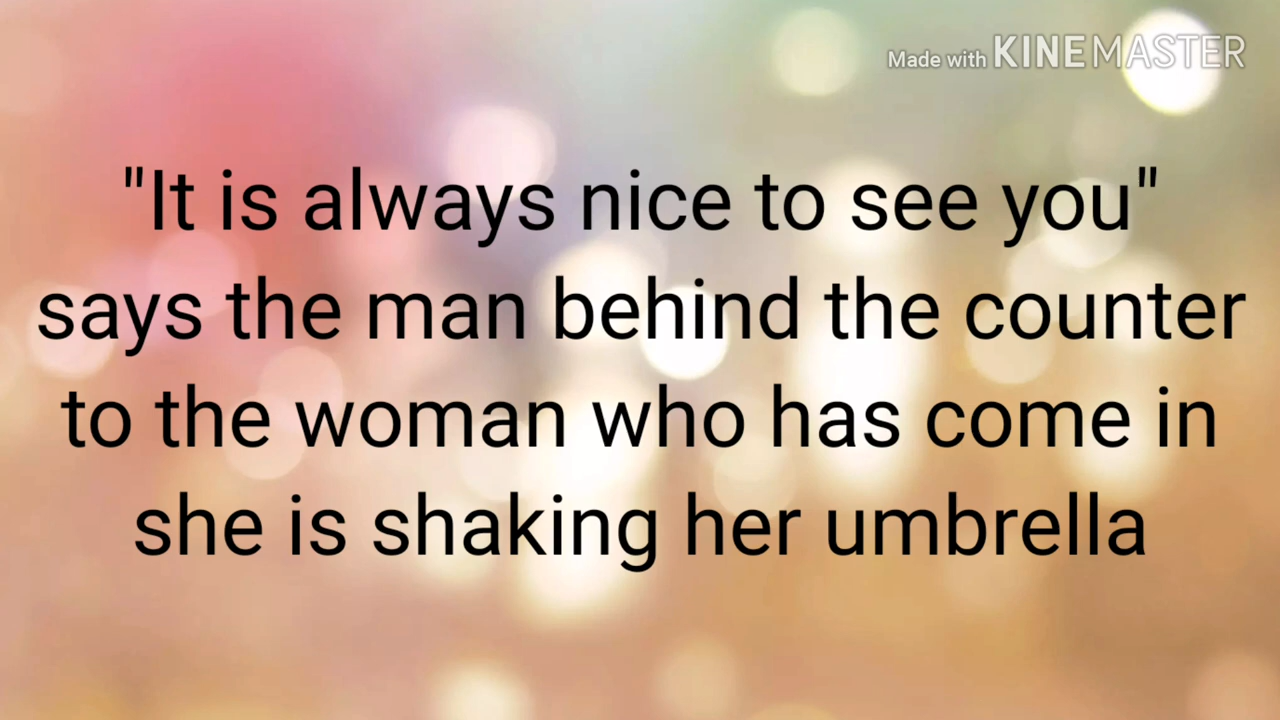 Made with KINEMASTER
"It is always nice to see you"
says the man behind the counter
to the woman who has come in
she is shaking her umbrella